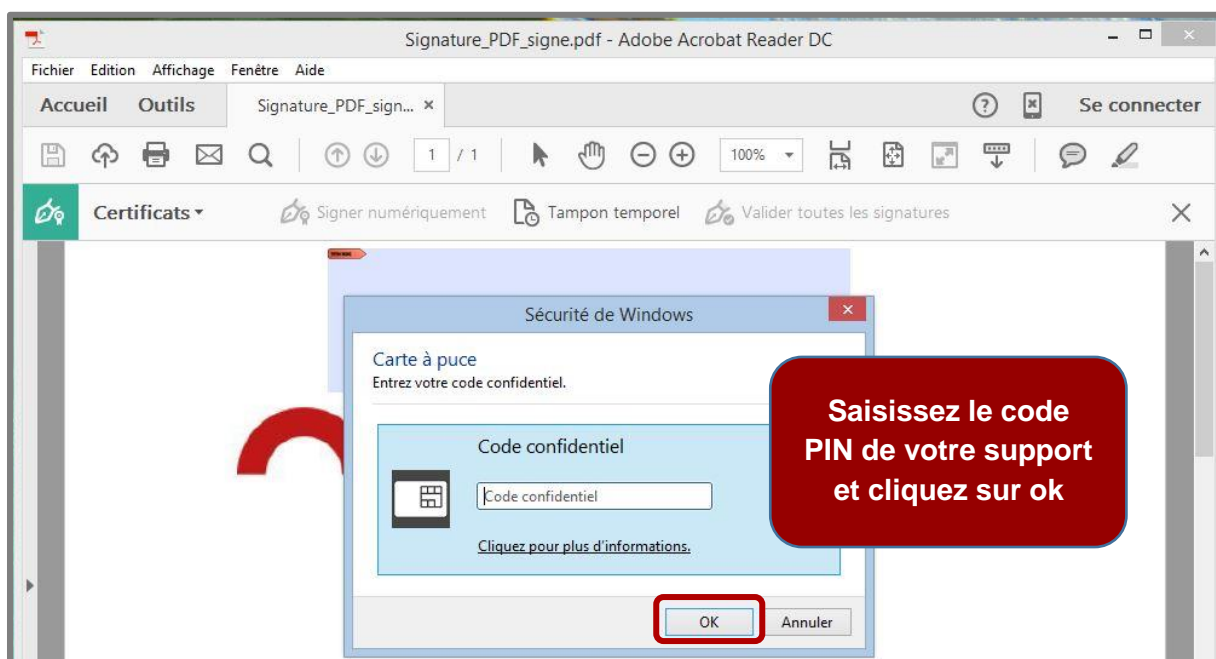 Signature_PDF_signe.pdf - Adobe Acrobat Reader DC
Fichier Edition Affichage Fenêtre Aide
Accueil Outils Signature_PDF_sign... × Se connecter
1 / 1 100%
Certificats Signer numériquement Tampon temporel Valider toutes les signatures
Sécurité de Windows
Carte à puce
Entrez votre code confidentiel.
Saisissez le code
PIN de votre support
et cliquez sur ok
Code confidentiel
Code confidentiel
Cliquez pour plus d'informations.
OK Annuler